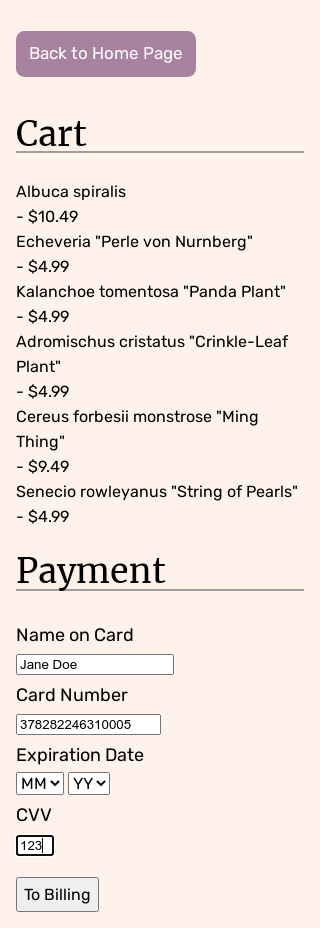 Back to Home Page
Cart
Albuca spiralis
- $10.49
Echeveria "Perle von Nurnberg"
- $4.99
Kalanchoe tomentosa "Panda Plant"
- $4.99
Adromischus cristatus "Crinkle-Leaf
Plant"
- $4.99
Cereus forbesii monstrose "Ming
Thing"
- $9.49
Senecio rowleyanus "String of Pearls"
- $4.99
Payment
Name on Card
Jane Doe
Card Number
378282246310005
Expiration Date
MM YY
CVV
123
To Billing